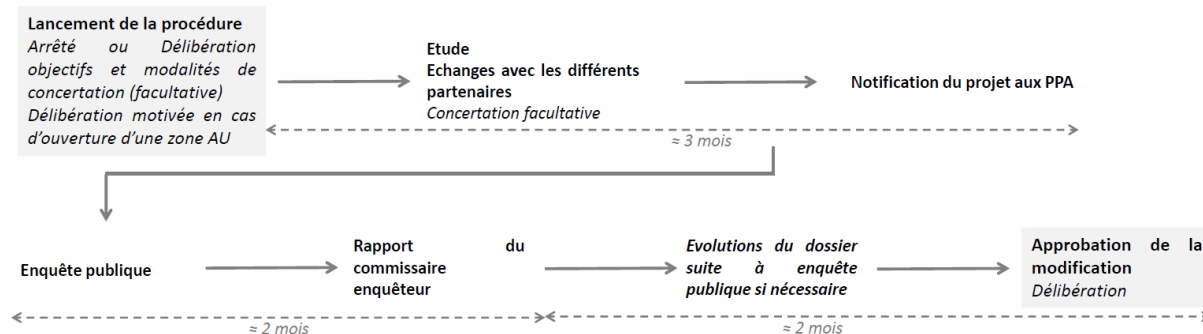 Lancement de la procédure
Arrêté ou Délibération
objectifs et modalités de
concertation (facultative)
Délibération motivée en cas
d'ouverture d'une zone AU
Etude
Echanges avec les différents
partenaires
Concertation facultative
Notification du projet aux PPA
≈ 3 mois
Enquête publique
Rapport du
commissaire
enquêteur
Evolutions du dossier
suite à enquête
publique si nécessaire
Approbation de la
modification
Délibération
≈ 2 mois
≈ 2 mois